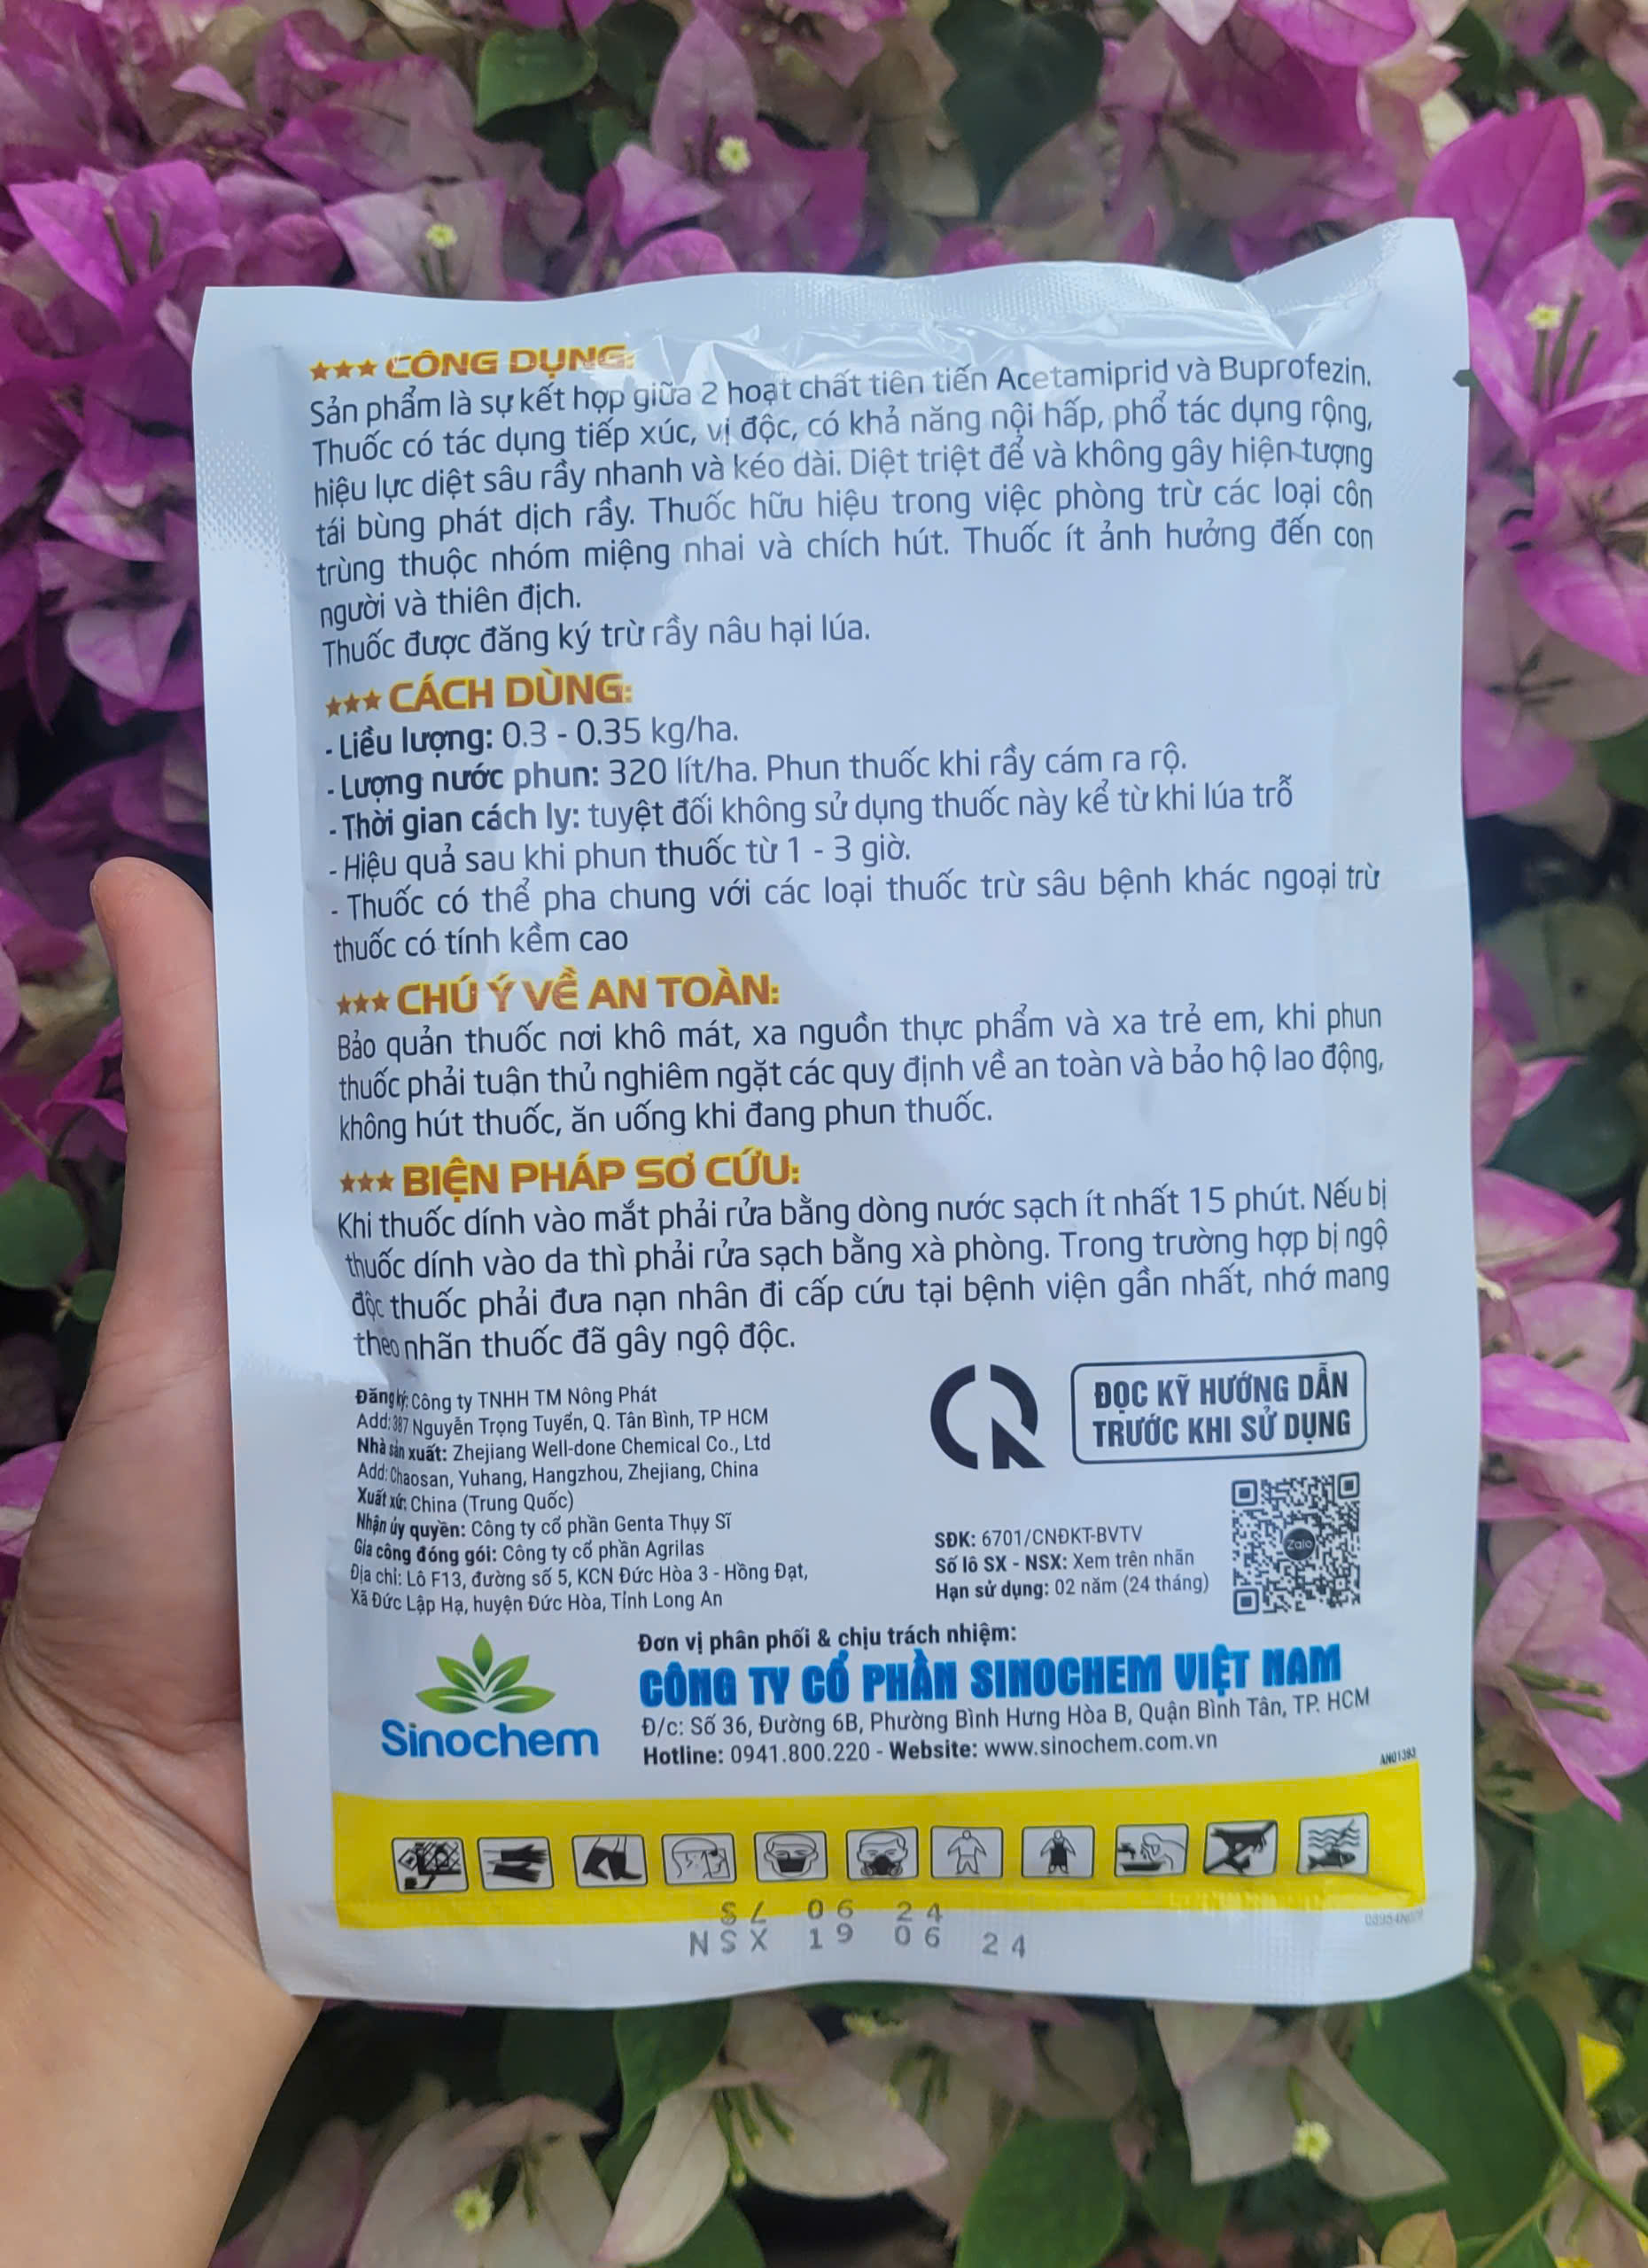 ★★★ CÔNG DỤNG:
Sản phẩm là sự kết hợp giữa 2 hoạt chất tiên tiến Acetamiprid và Buprofezin.
Thuốc có tác dụng tiếp xúc, vị độc, có khả năng nội hấp, phổ tác dụng rộng,
hiệu lực diệt sâu rầy nhanh và kéo dài. Diệt triệt để và không gây hiện tượng
tái bùng phát dịch rầy. Thuốc hữu hiệu trong việc phòng trừ các loại côn
trùng thuộc nhóm miệng nhai và chích hút. Thuốc ít ảnh hưởng đến con
người và thiên địch.
Thuốc được đăng ký trừ rầy nâu hại lúa.
★★★ CÁCH DÙNG:
- Liều lượng: 0.3 - 0.35 kg/ha.
- Lượng nước phun: 320 lít/ha. Phun thuốc khi rầy cám ra rộ.
- Thời gian cách ly: tuyệt đối không sử dụng thuốc này kể từ khi lúa trỗ
- Hiệu quả sau khi phun thuốc từ 1 - 3 giờ.
- Thuốc có thể pha chung với các loại thuốc trừ sâu bệnh khác ngoại trừ
thuốc có tính kềm cao
★★★ CHÚ Ý VỀ AN TOÀN:
Bảo quản thuốc nơi khô mát, xa nguồn thực phẩm và xa trẻ em, khi phun
thuốc phải tuân thủ nghiêm ngặt các quy định về an toàn và bảo hộ lao động,
không hút thuốc, ăn uống khi đang phun thuốc.
★★★ BIỆN PHÁP SƠ CỨU:
Khi thuốc dính vào mắt phải rửa bằng dòng nước sạch ít nhất 15 phút. Nếu bị
thuốc dính vào da thì phải rửa sạch bằng xà phòng. Trong trường hợp bị ngộ
độc thuốc phải đưa nạn nhân đi cấp cứu tại bệnh viện gần nhất, nhớ mang
theo nhãn thuốc đã gây ngộ độc.
Đăng ký: Công ty TNHH TM Nông Phát
Add: 387 Nguyễn Trọng Tuyển, Q. Tân Bình, TP HCM
Nhà sản xuất: Zhejiang Well-done Chemical Co., Ltd
Add: Chaosan, Yuhang, Hangzhou, Zhejiang, China
Xuất xứ: China (Trung Quốc)
Nhận ủy quyền: Công ty cổ phần Genta Thụy Sĩ
Gia công đóng gói: Công ty cổ phần Agrilas
Địa chỉ: Lô F13, đường số 5, KCN Đức Hòa 3 - Hồng Đạt,
Xã Đức Lập Hạ, huyện Đức Hòa, Tỉnh Long An
ĐỌC KỸ HƯỚNG DẪN
TRƯỚC KHI SỬ DỤNG
SĐK: 6701/CNĐKT-BVTV
Số lô SX - NSX: Xem trên nhãn
Hạn sử dụng: 02 năm (24 tháng)
Zalo
Sinochem
Đơn vị phân phối & chịu trách nhiệm:
CÔNG TY CỔ PHẦN SINOCHEM VIỆT NAM
Đ/c: Số 36, Đường 6B, Phường Bình Hưng Hòa B, Quận Bình Tân, TP. HCM
Hotline: 0941.800.220 - Website: www.sinochem.com.vn
AN01393
SL 06 24
NSX 19 06 24